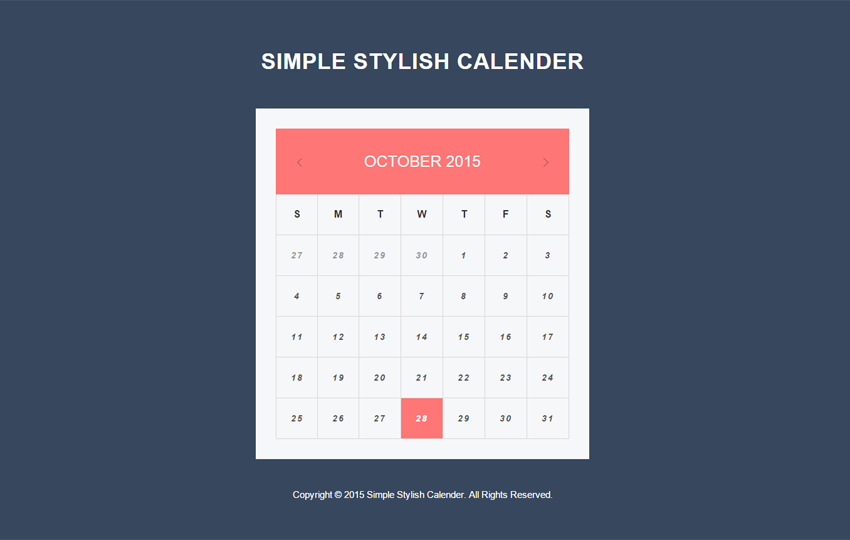 SIMPLE STYLISH CALENDER
OCTOBER 2015
S M T W T F S
27 28 29 30 1 2 3
4 5 6 7 8 9 10
11 12 13 14 15 16 17
18 19 20 21 22 23 24
25 26 27 28 29 30 31
Copyright © 2015 Simple Stylish Calender. All Rights Reserved.